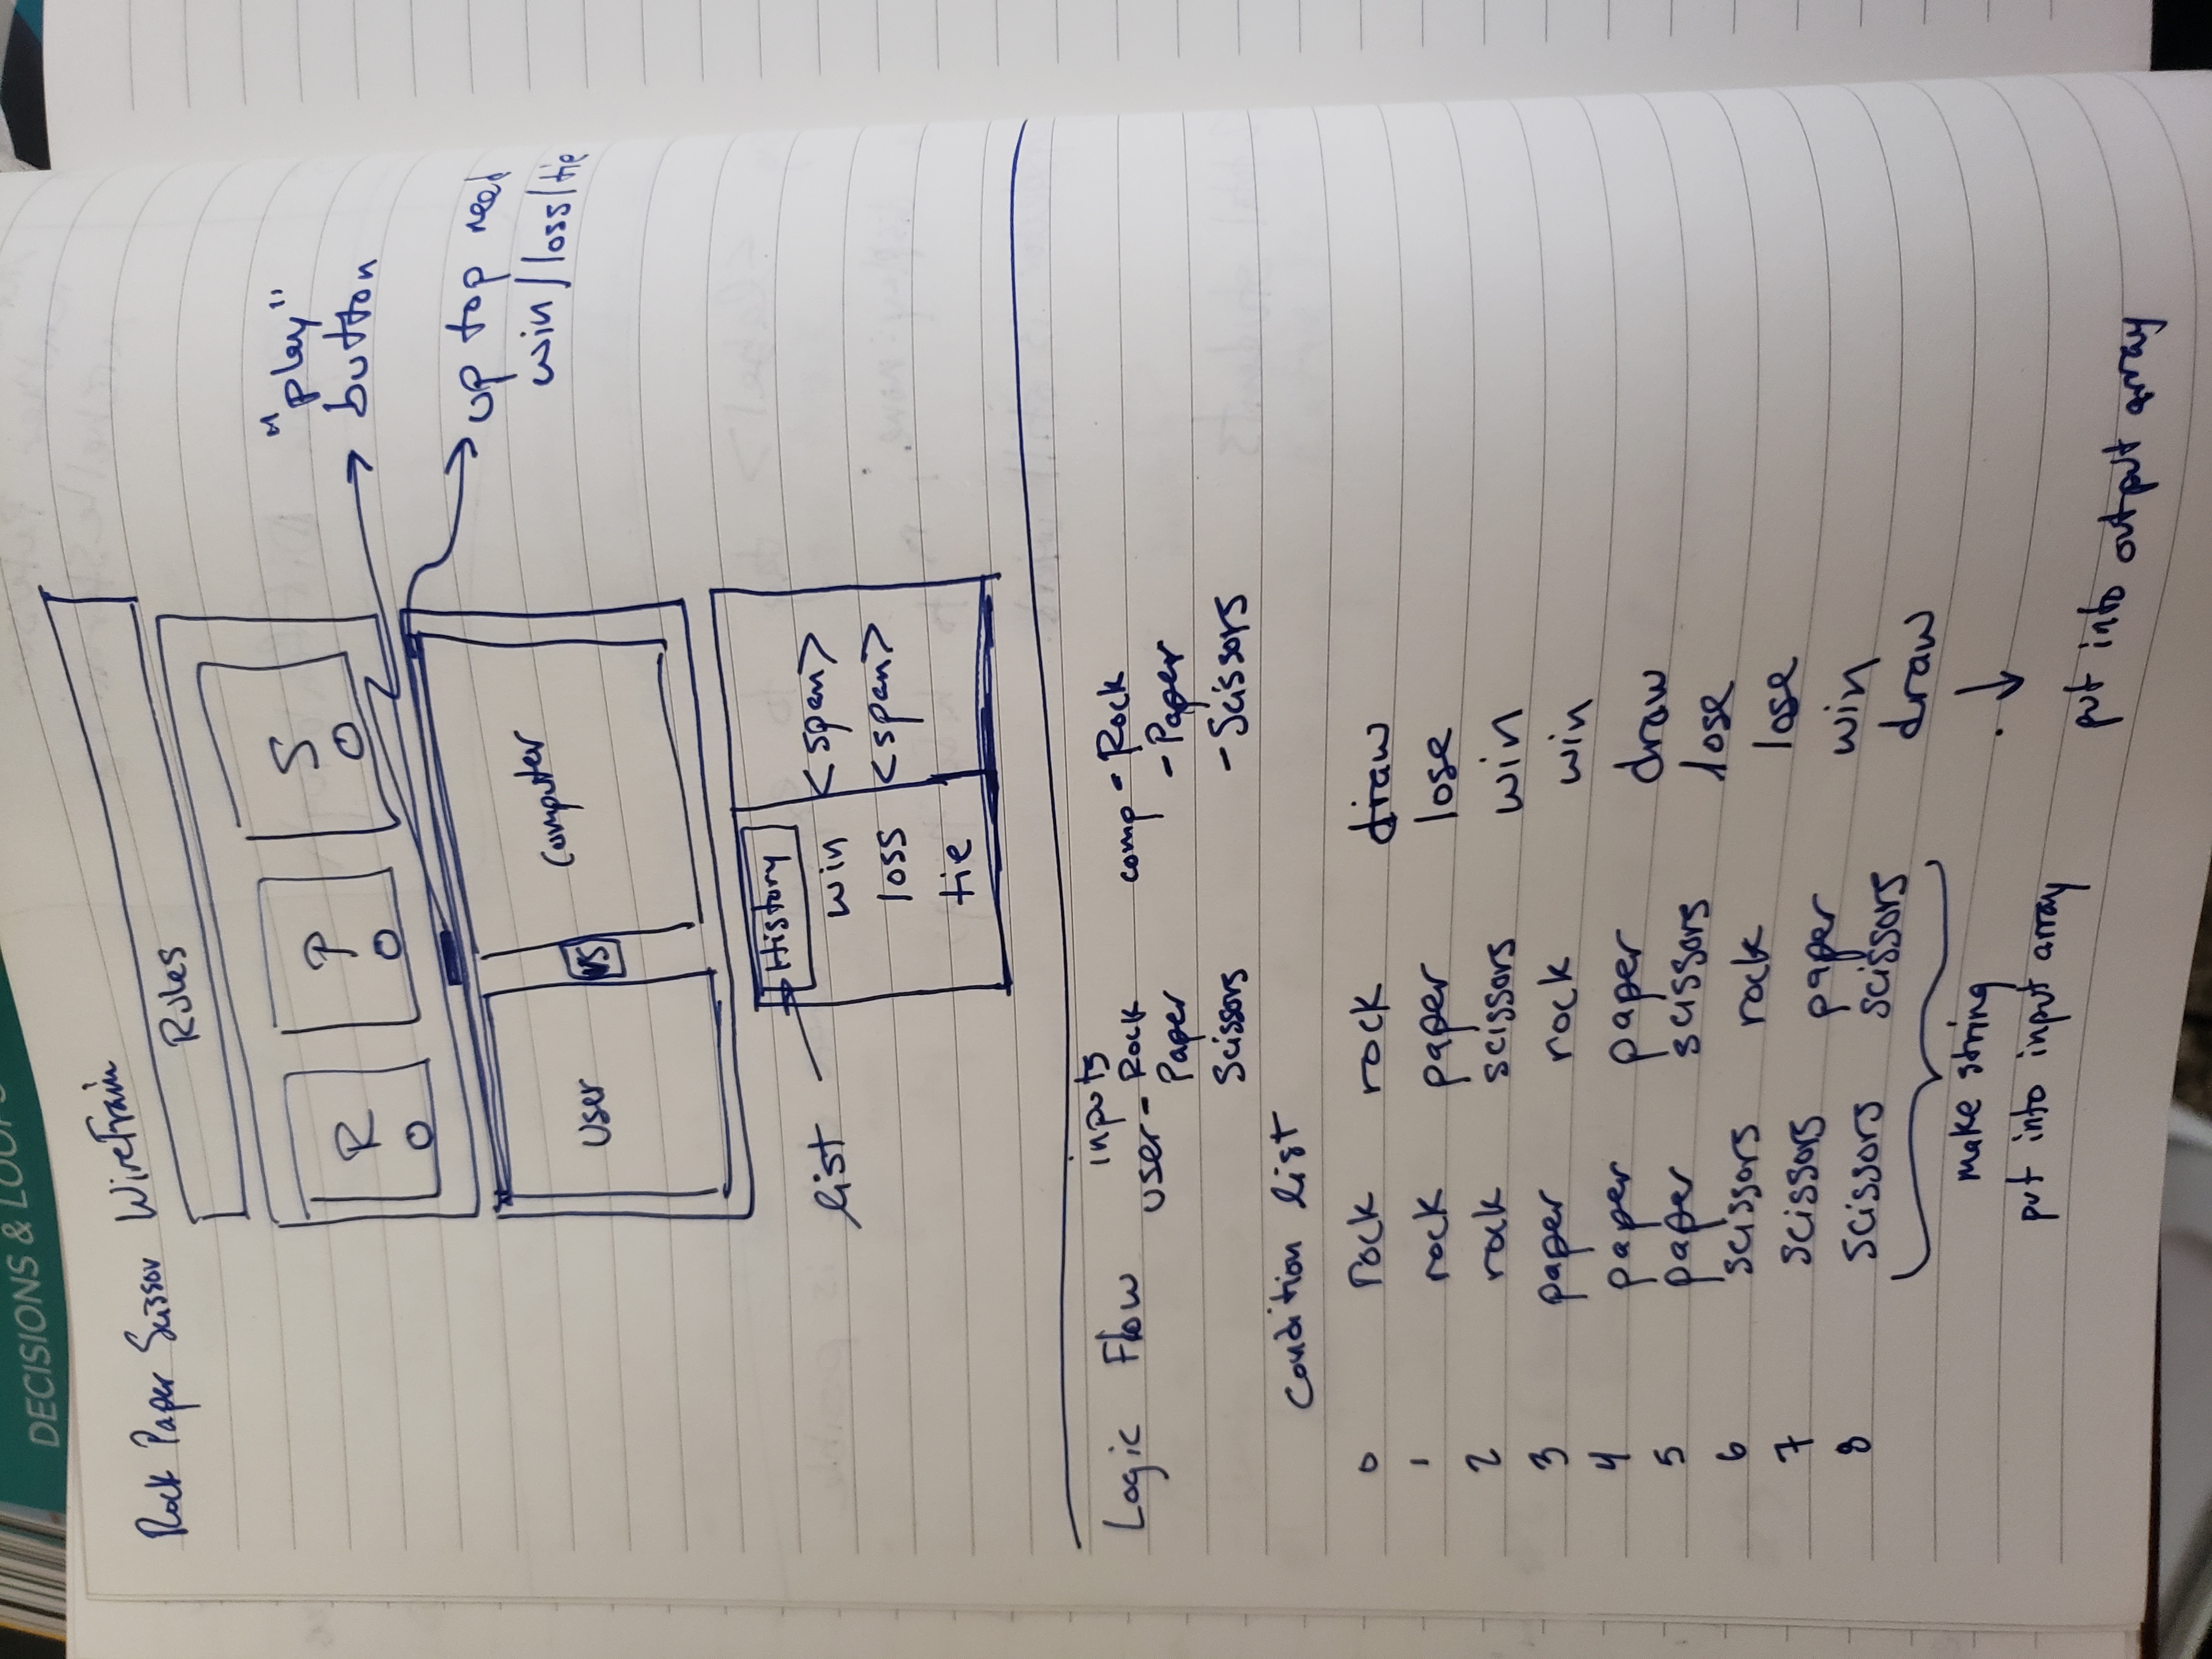 DECISIONS & LOOPS
Rock Paper Scissor WireFrain
Rules
R P S
"play"
button
User
VS
Computer
up top need
win/loss/tie
list
History
win <span>
loss <span>
tie
Logic Flow
inputs
user - Rock
Paper
Scissors
comp - Rock
- Paper
- Scissors
Condition list
0 rock rock draw
1 rock paper lose
2 rock scissors win
3 paper rock win
4 paper paper draw
5 paper scissors lose
6 scissors rock lose
7 scissors paper win
8 scissors scissors draw
make string
put into input array
put into output array